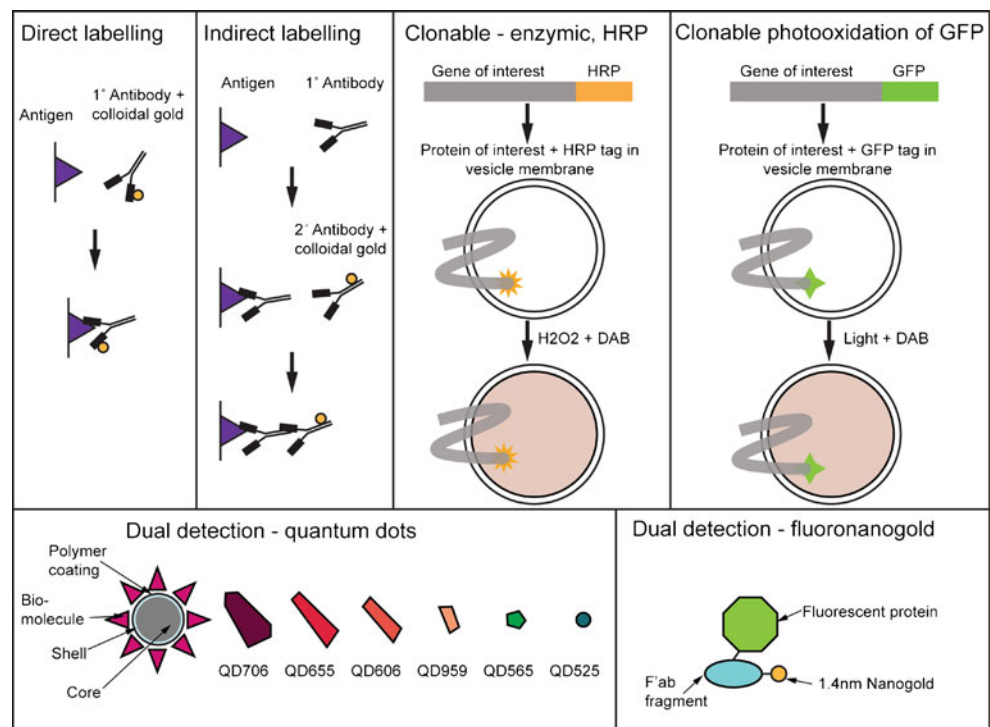 Direct labelling
Antigen
1° Antibody +
colloidal gold
Indirect labelling
Antigen
1° Antibody
2´ Antibody +
colloidal gold
Clonable - enzymic, HRP
Gene of interest
HRP
Protein of interest + HRP tag in
vesicle membrane
H2O2 + DAB
Clonable photooxidation of GFP
Gene of interest
GFP
Protein of interest + GFP tag in
vesicle membrane
Light + DAB
Dual detection - quantum dots
Polymer
coating
Bio-
molecule
Shell
Core
QD706
QD655
QD606
QD959
QD565
QD525
Dual detection - fluoronanogold
Fluorescent protein
F'ab
fragment
1.4nm Nanogold